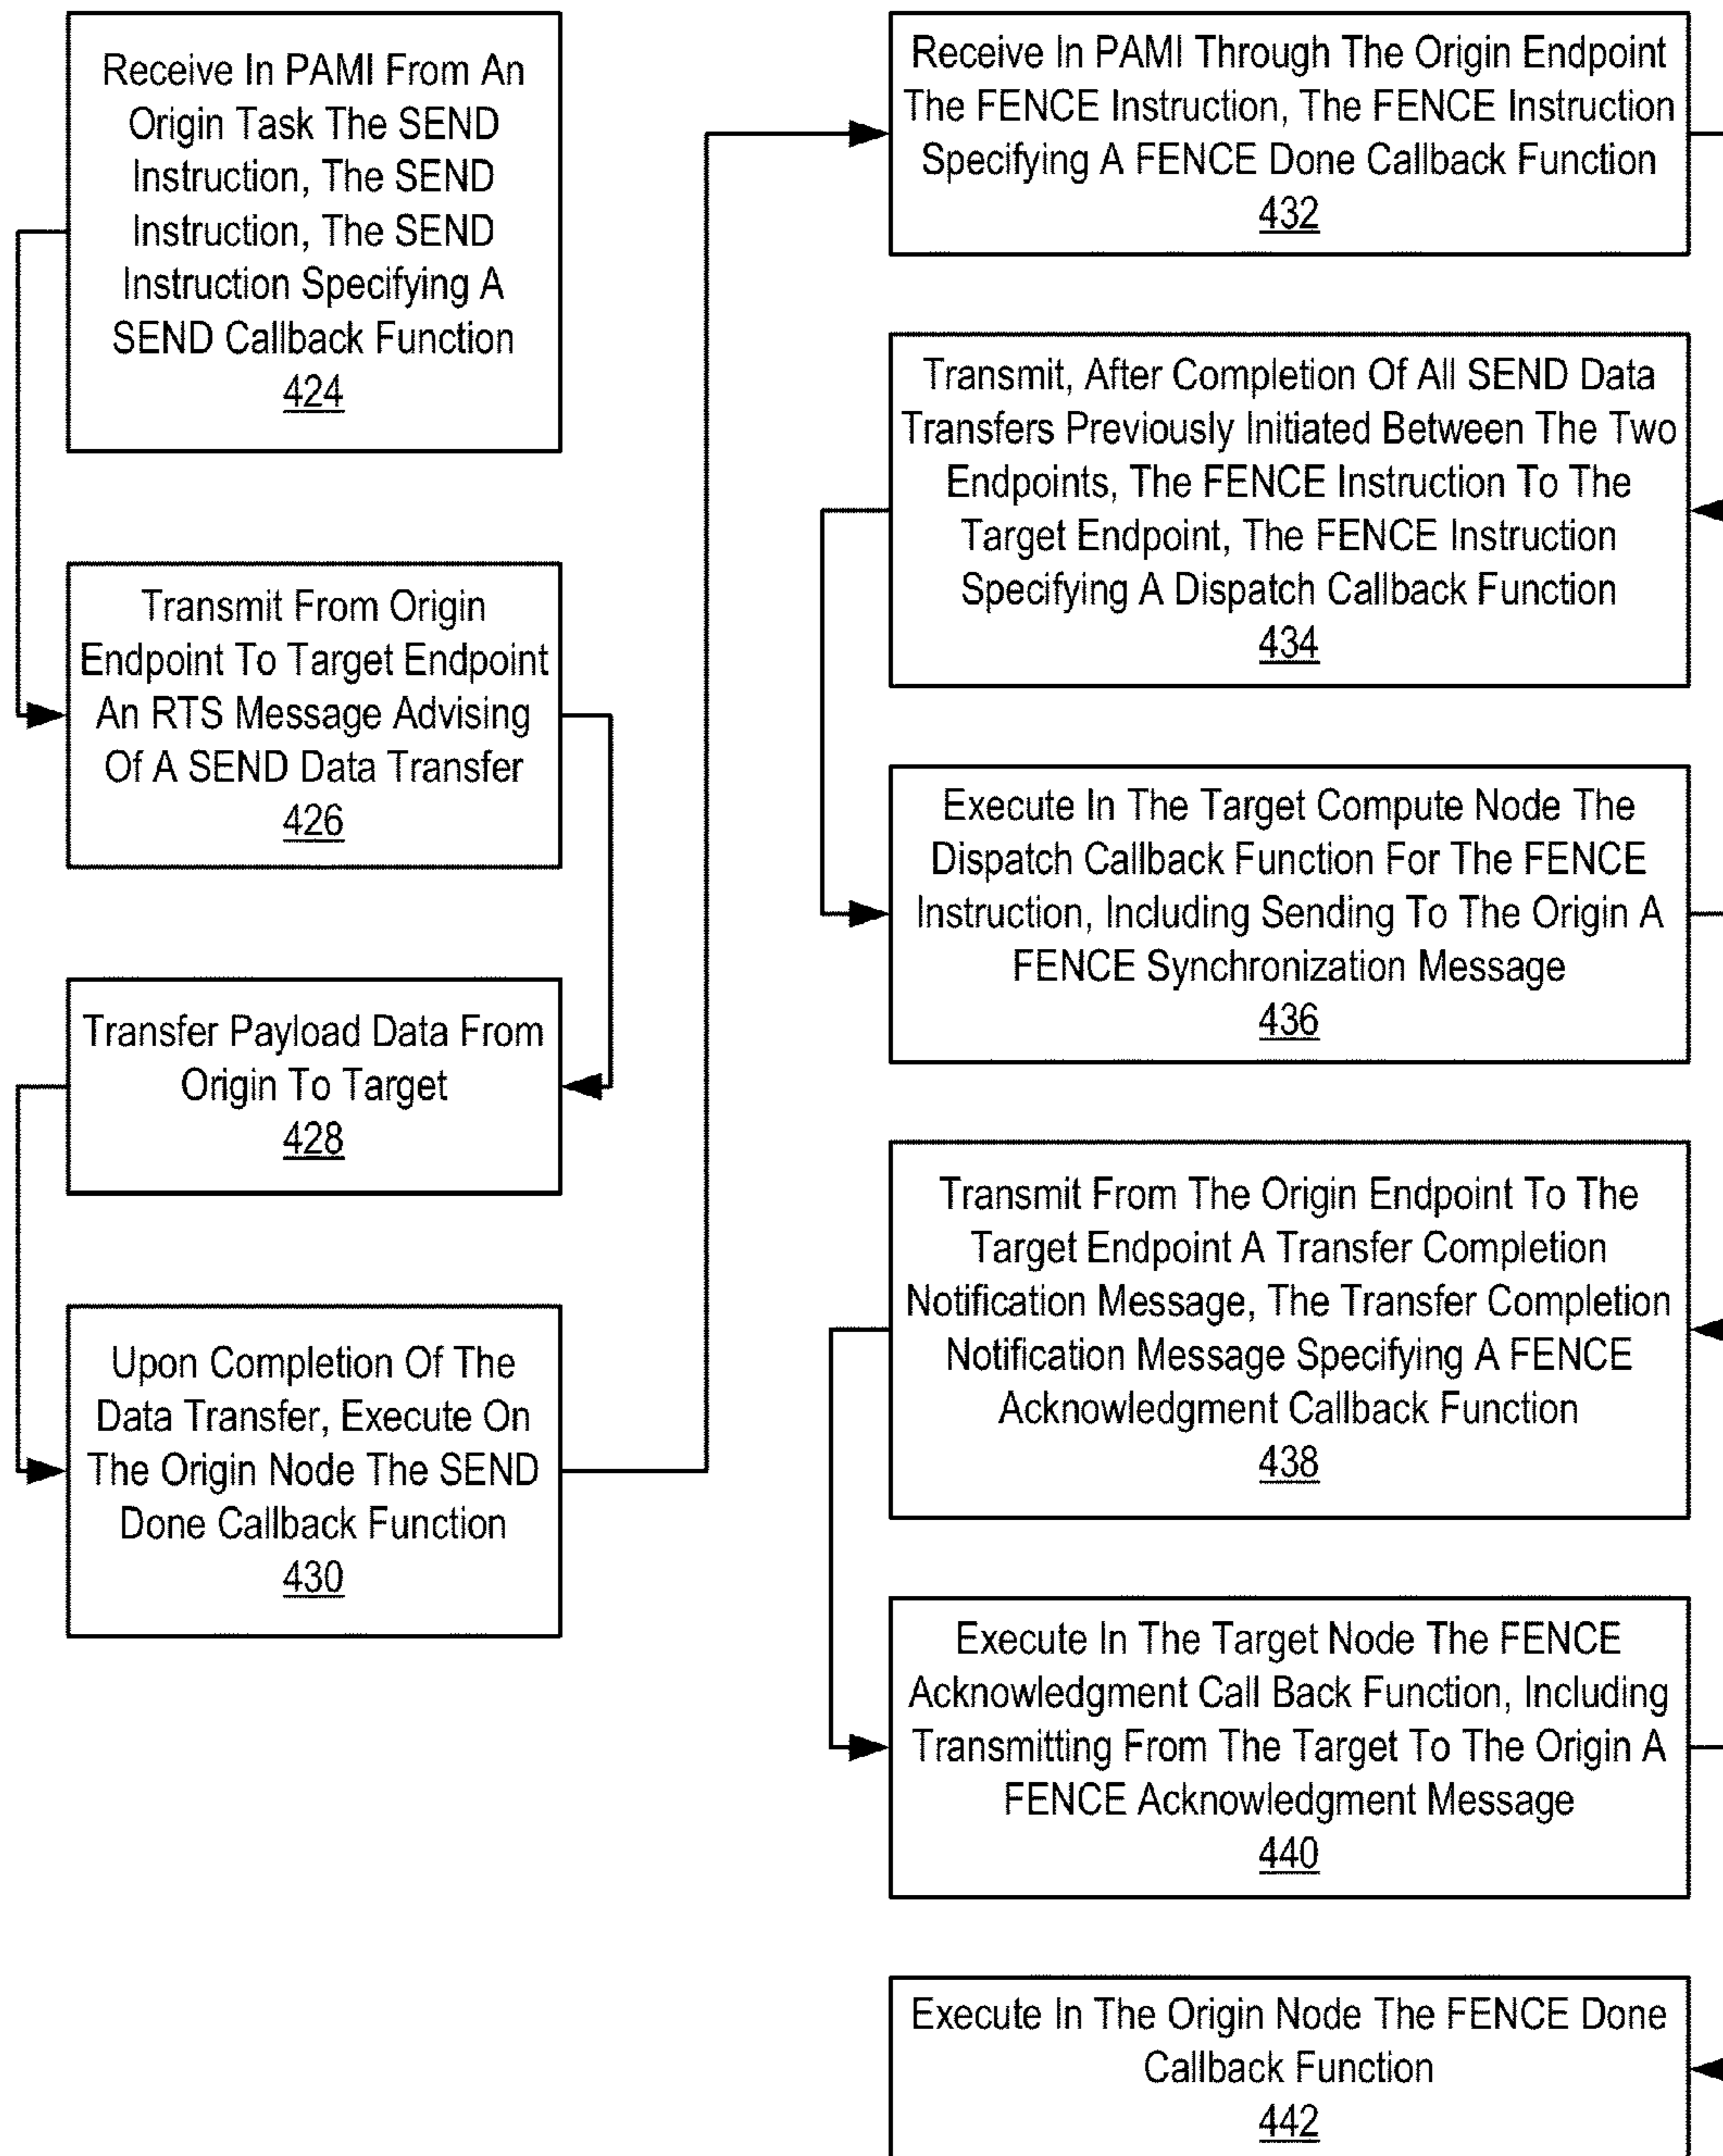 Receive In PAMI From An
Origin Task The SEND
Instruction, The SEND
Instruction, The SEND
Instruction Specifying A
SEND Callback Function
424
Transmit From Origin
Endpoint To Target Endpoint
An RTS Message Advising
Of A SEND Data Transfer
426
Transfer Payload Data From
Origin To Target
428
Upon Completion Of The
Data Transfer, Execute On
The Origin Node The SEND
Done Callback Function
430
Receive In PAMI Through The Origin Endpoint
The FENCE Instruction, The FENCE Instruction
Specifying A FENCE Done Callback Function
432
Transmit, After Completion Of All SEND Data
Transfers Previously Initiated Between The Two
Endpoints, The FENCE Instruction To The
Target Endpoint, The FENCE Instruction
Specifying A Dispatch Callback Function
434
Execute In The Target Compute Node The
Dispatch Callback Function For The FENCE
Instruction, Including Sending To The Origin A
FENCE Synchronization Message
436
Transmit From The Origin Endpoint To The
Target Endpoint A Transfer Completion
Notification Message, The Transfer Completion
Notification Message Specifying A FENCE
Acknowledgment Callback Function
438
Execute In The Target Node The FENCE
Acknowledgment Call Back Function, Including
Transmitting From The Target To The Origin A
FENCE Acknowledgment Message
440
Execute In The Origin Node The FENCE Done
Callback Function
442